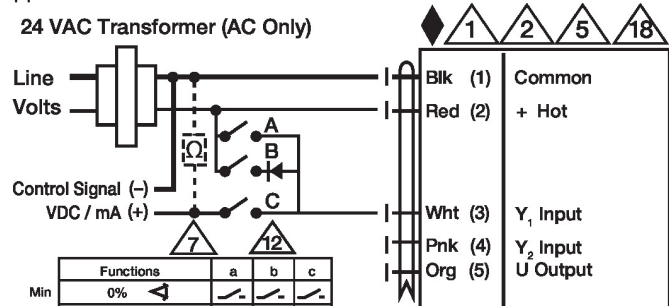 24 VAC Transformer (AC Only)
1 2 5 18
Line
Volts
Blk (1) Common
Red (2) + Hot
A
B
Ω
Control Signal (–)
VDC / mA (+)
C
Wht (3) Y₁ Input
Pnk (4) Y₂ Input
Org (5) U Output
7 12
Functions a b c
Min 0%